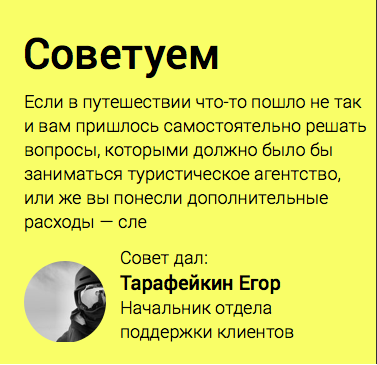 Советуем
Если в путешествии что-то пошло не так
и вам пришлось самостоятельно решать
вопросы, которыми должно было бы
заниматься туристическое агентство,
или же вы понесли дополнительные
расходы — сле
Совет дал:
Тарафейкин Егор
Начальник отдела
поддержки клиентов